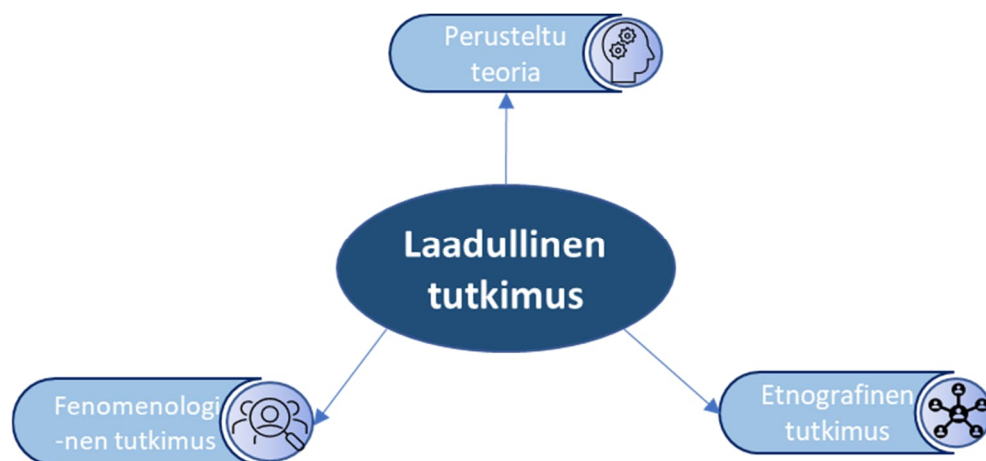 Perusteltu
teoria
Laadullinen
tutkimus
Fenomenologi
-nen tutkimus
Etnografinen
tutkimus